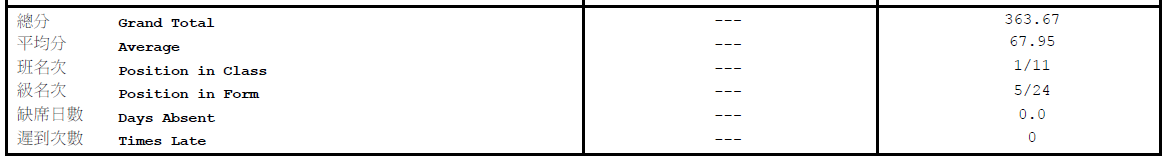 總分 Grand Total --- 363.67
平均分 Average --- 67.95
班名次 Position in Class --- 1/11
級名次 Position in Form --- 5/24
缺席日數 Days Absent --- 0.0
遲到次數 Times Late --- 0